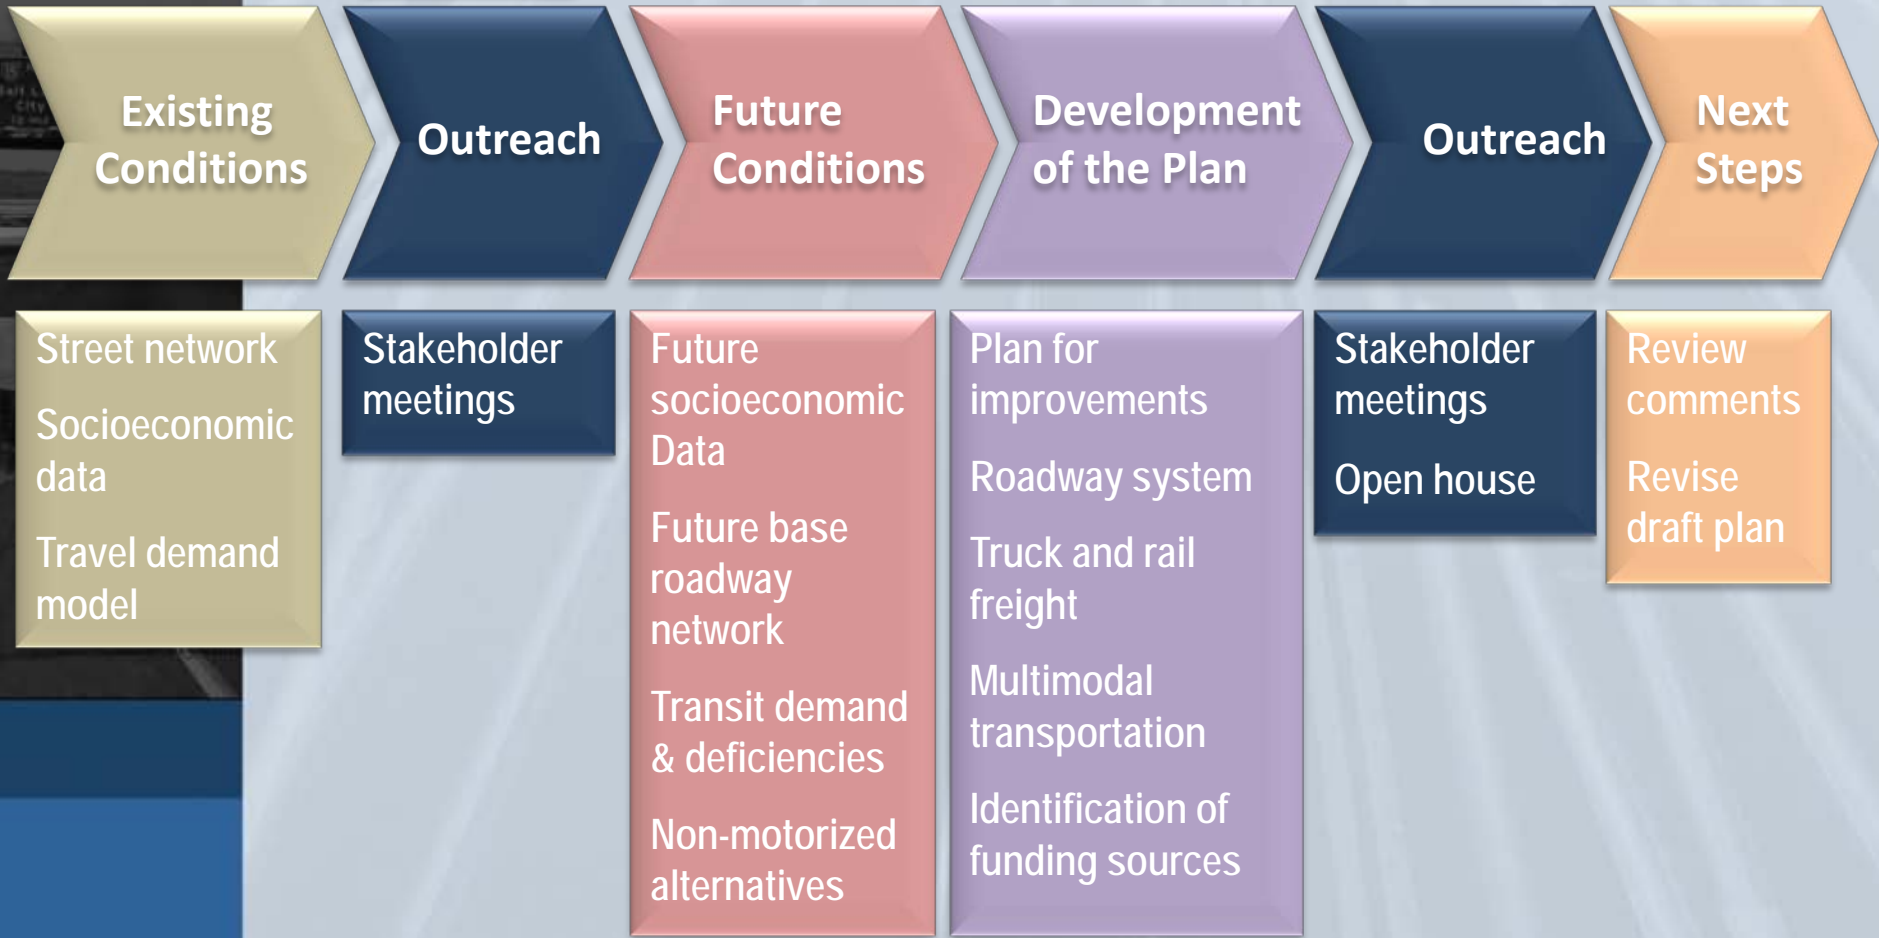 Existing
Conditions
Outreach
Future
Conditions
Development
of the Plan
Outreach
Next
Steps
Street network
Socioeconomic
data
Travel demand
model
Stakeholder
meetings
Future
socioeconomic
Data
Future base
roadway
network
Transit demand
& deficiencies
Non-motorized
alternatives
Plan for
improvements
Roadway system
Truck and rail
freight
Multimodal
transportation
Identification of
funding sources
Stakeholder
meetings
Open house
Review
comments
Revise
draft plan